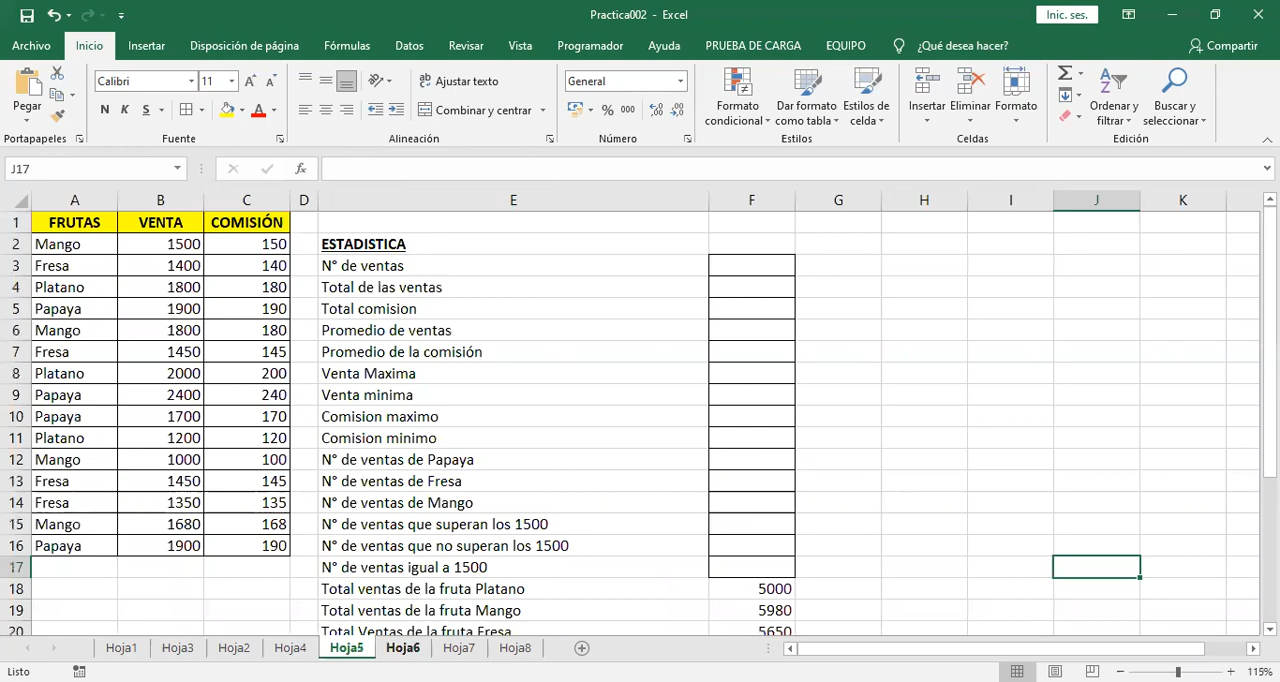 Practica002 - Excel
Inic. ses.
Archivo Inicio Insertar Disposición de página Fórmulas Datos Revisar Vista Programador Ayuda PRUEBA DE CARGA EQUIPO ¿Qué desea hacer? Compartir
Pegar
Portapapeles
Calibri 11
N K S
Fuente
Ajustar texto
Combinar y centrar
Alineación
General
% 000
Número
Formato condicional
Dar formato como tabla
Estilos de celda
Estilos
Insertar Eliminar Formato
Celdas
Ordenar y filtrar
Buscar y seleccionar
Edición
J17 fx
A B C D E F G H I J K
1 FRUTAS VENTA COMISIÓN
2 Mango 1500 150 ESTADISTICA
3 Fresa 1400 140 N° de ventas
4 Platano 1800 180 Total de las ventas
5 Papaya 1900 190 Total comision
6 Mango 1800 180 Promedio de ventas
7 Fresa 1450 145 Promedio de la comisión
8 Platano 2000 200 Venta Maxima
9 Papaya 2400 240 Venta minima
10 Papaya 1700 170 Comision maximo
11 Platano 1200 120 Comision minimo
12 Mango 1000 100 N° de ventas de Papaya
13 Fresa 1450 145 N° de ventas de Fresa
14 Fresa 1350 135 N° de ventas de Mango
15 Mango 1680 168 N° de ventas que superan los 1500
16 Papaya 1900 190 N° de ventas que no superan los 1500
17 N° de ventas igual a 1500
18 Total ventas de la fruta Platano 5000
19 Total ventas de la fruta Mango 5980
20 Total Ventas de la fruta Fresa 5650
Hoja1 Hoja3 Hoja2 Hoja4 Hoja5 Hoja6 Hoja7 Hoja8
Listo 115%